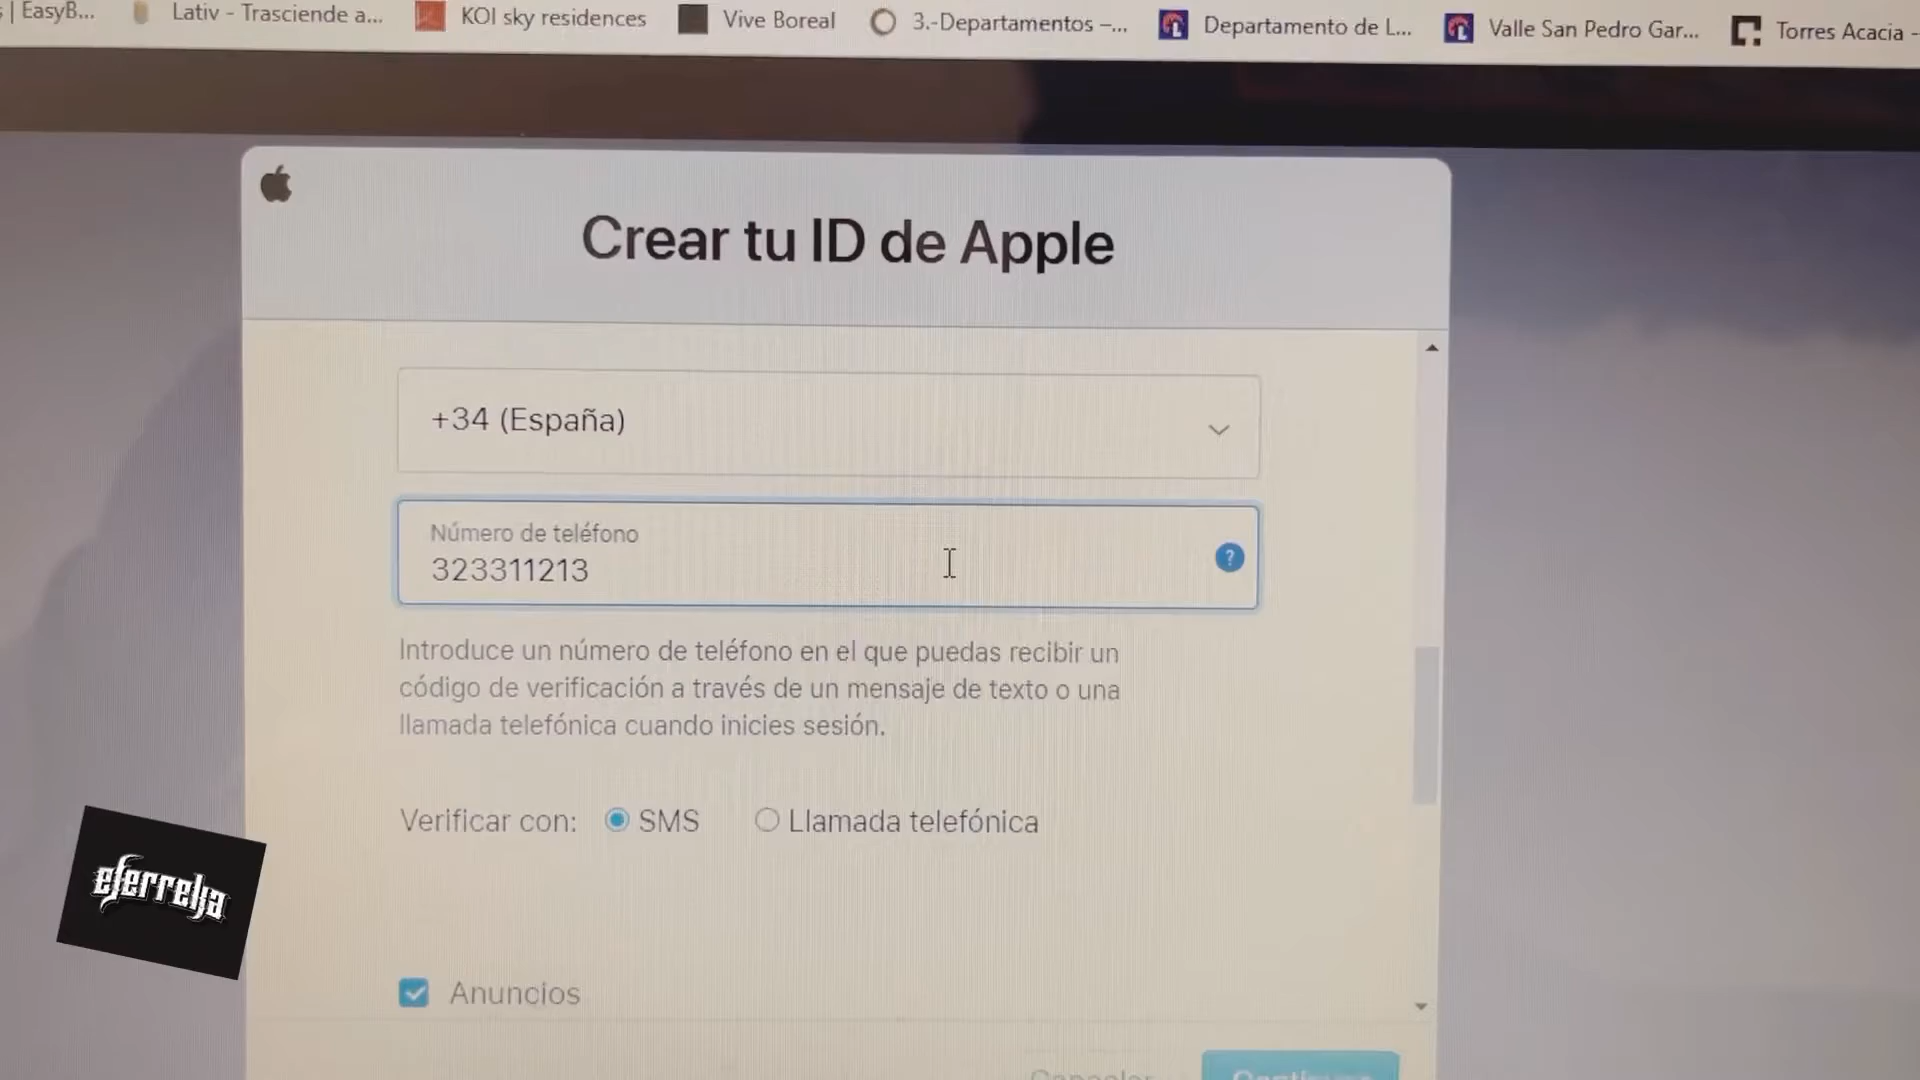 | EasyB...
Lativ - Trasciende a...
KOI sky residences
Vive Boreal
3.-Departamentos –...
Departamento de L...
Valle San Pedro Gar...
Torres Acacia -
Crear tu ID de Apple
+34 (España)
Número de teléfono
323311213
?
Introduce un número de teléfono en el que puedas recibir un
código de verificación a través de un mensaje de texto o una
llamada telefónica cuando inicies sesión.
Verificar con: SMS Llamada telefónica
eferrelja
Anuncios